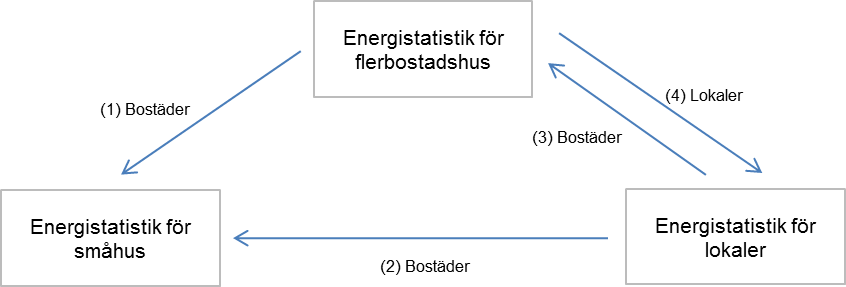 Energistatistik för
flerbostadshus
(1) Bostäder
(4) Lokaler
(3) Bostäder
Energistatistik för
småhus
(2) Bostäder
Energistatistik för
lokaler